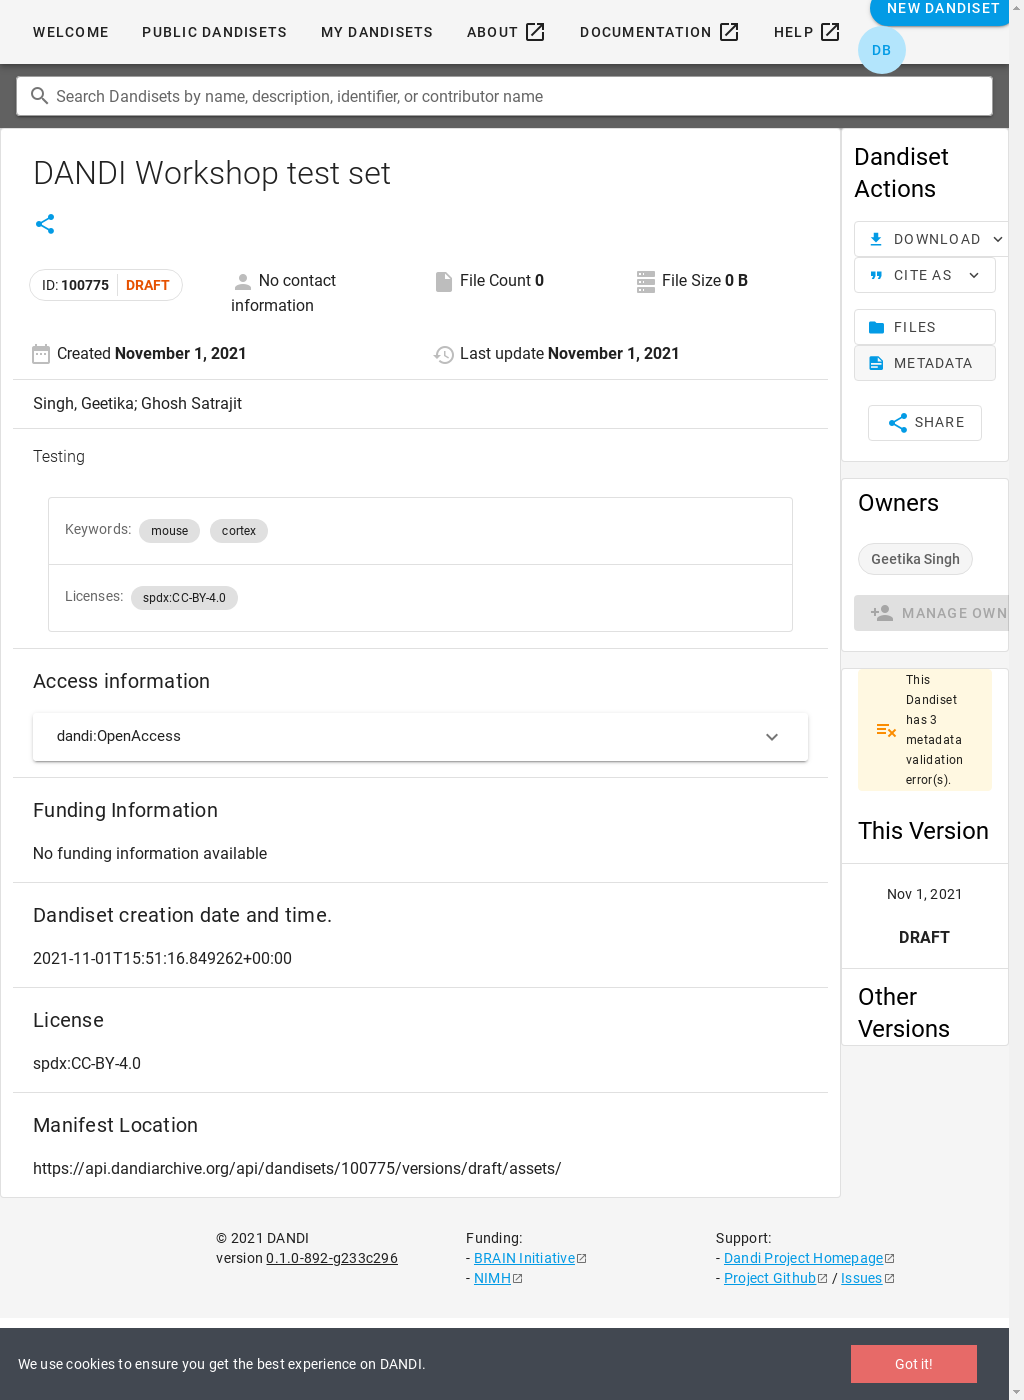 WELCOME
PUBLIC DANDISETS
MY DANDISETS
ABOUT
DOCUMENTATION
HELP
NEW DANDISET
DB
Search Dandisets by name, description, identifier, or contributor name
DANDI Workshop test set
ID: 100775 DRAFT
No contact
information
File Count 0
File Size 0 B
Created November 1, 2021
Last update November 1, 2021
Singh, Geetika; Ghosh Satrajit
Testing
Keywords: mouse cortex
Licenses: spdx:CC-BY-4.0
Access information
dandi:OpenAccess
Funding Information
No funding information available
Dandiset creation date and time.
2021-11-01T15:51:16.849262+00:00
License
spdx:CC-BY-4.0
Manifest Location
https://api.dandiarchive.org/api/dandisets/100775/versions/draft/assets/
Dandiset
Actions
DOWNLOAD
CITE AS
FILES
METADATA
SHARE
Owners
Geetika Singh
MANAGE OWN
This
Dandiset
has 3
metadata
validation
error(s).
This Version
Nov 1, 2021
DRAFT
Other
Versions
© 2021 DANDI
version 0.1.0-892-g233c296
Funding:
- BRAIN Initiative
- NIMH
Support:
- Dandi Project Homepage
- Project Github / Issues
We use cookies to ensure you get the best experience on DANDI.
Got it!